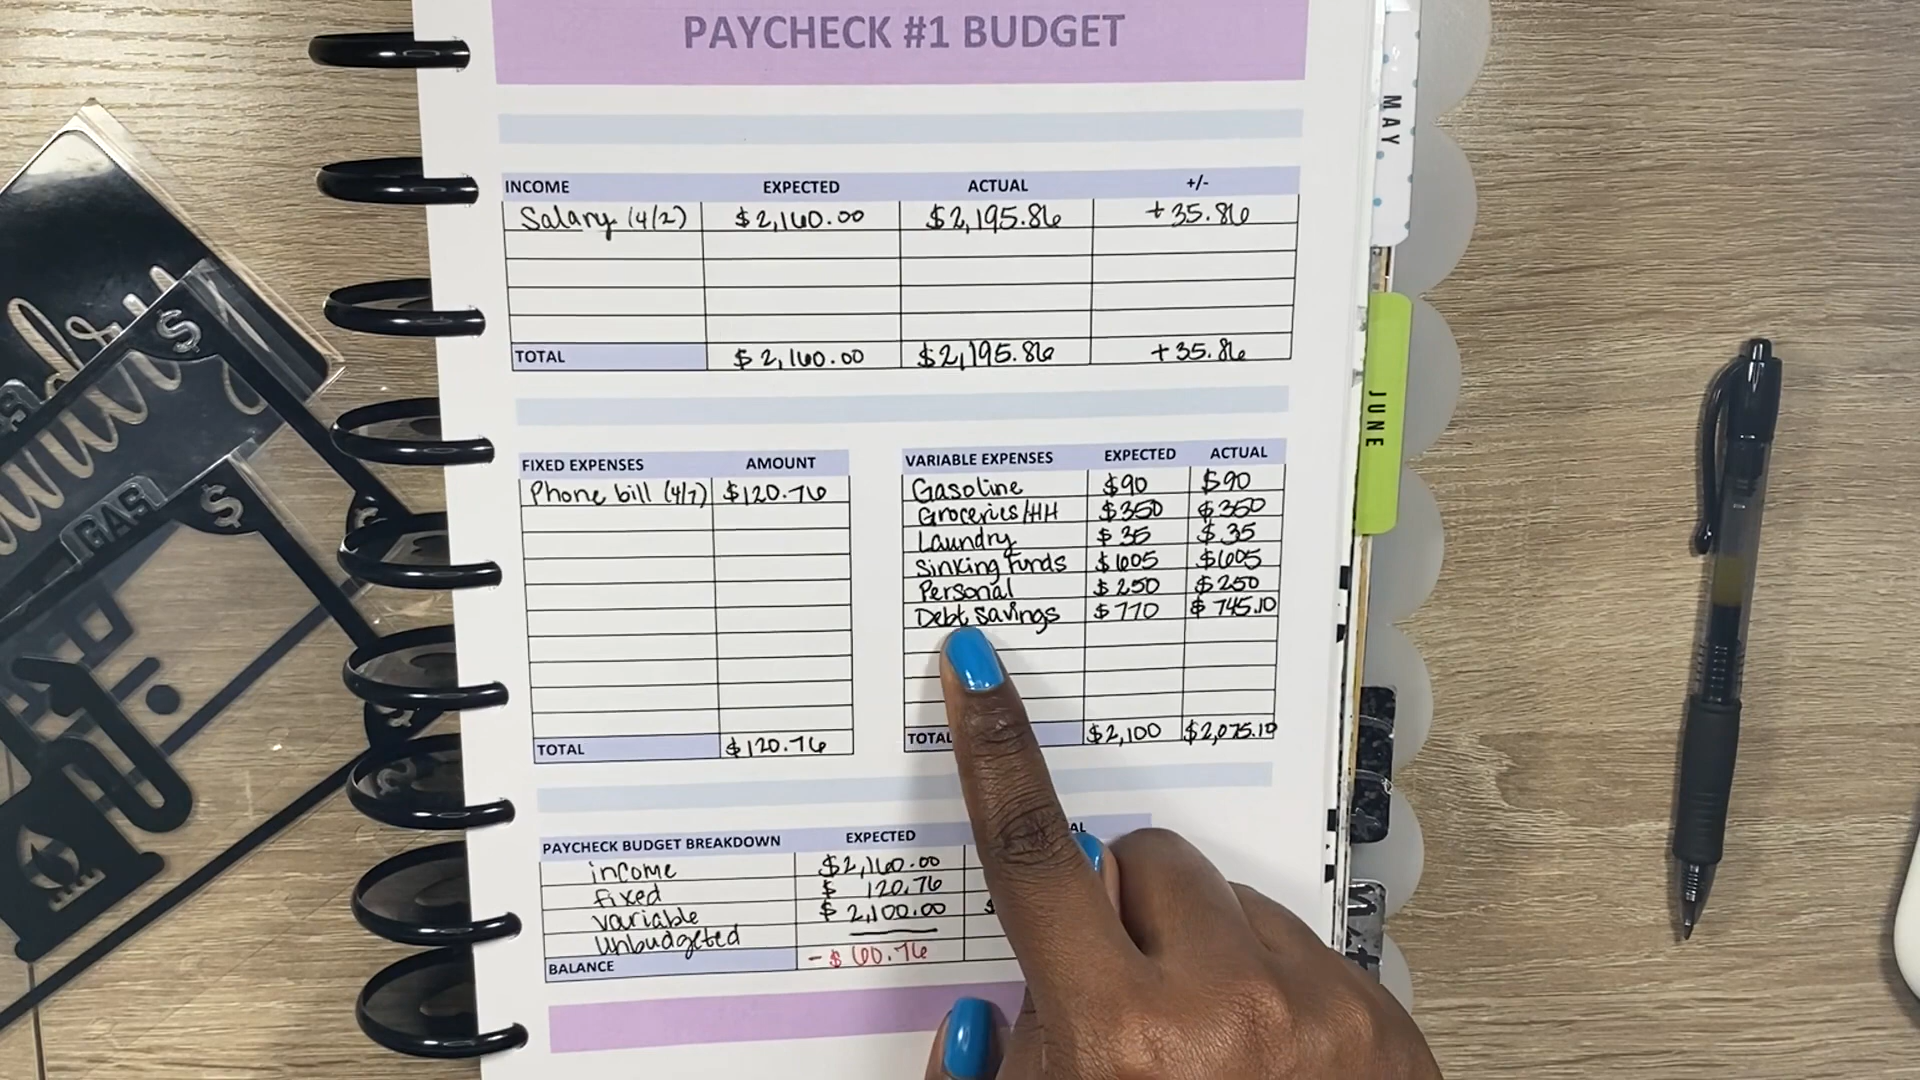 PAYCHECK #1 BUDGET
INCOME EXPECTED ACTUAL +/-
Salary (4/2) $2,160.00 $2,195.86 +35.86
TOTAL $2,160.00 $2,195.86 +35.86
FIXED EXPENSES AMOUNT
Phone bill (4/7) $120.76
TOTAL $120.76
VARIABLE EXPENSES EXPECTED ACTUAL
Gasoline $90 $90
Groceries/HH $350 $350
Laundry $35 $35
Sinking Funds $605 $605
Personal $250 $250
Debt Savings $770 $745.10
TOTAL $2,100 $2,075.10
PAYCHECK BUDGET BREAKDOWN EXPECTED
income $2,160.00
fixed $120.76
variable $2,100.00 $
unbudgeted
BALANCE -$60.76
MAY
JUNE
GAS
$
$